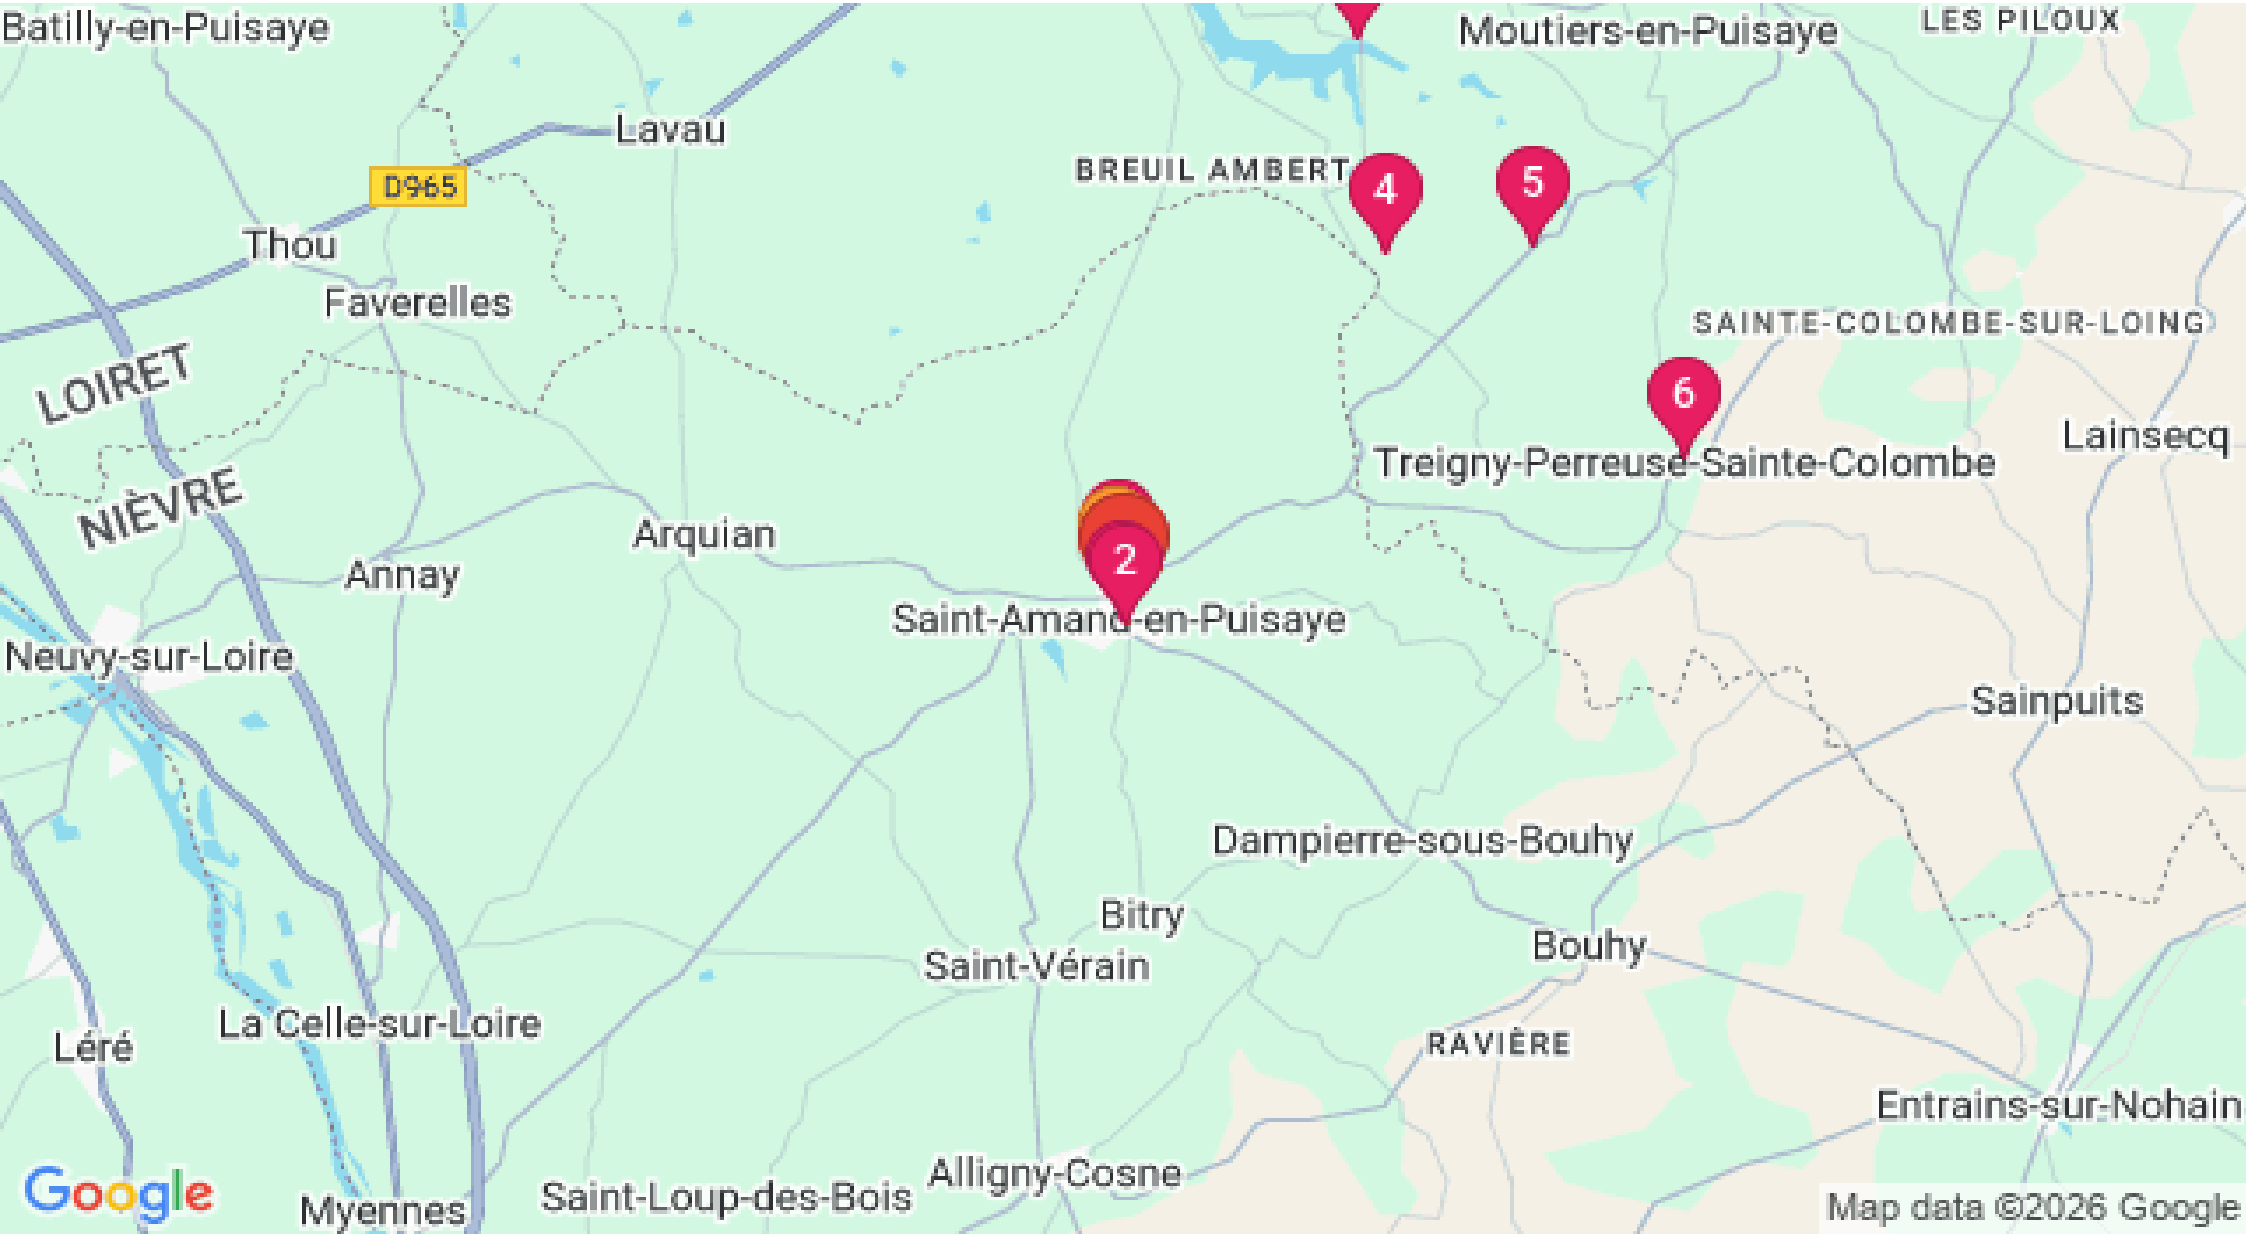 Batilly-en-Puisaye
Moutiers-en-Puisaye
LES PILOUX
Lavau
BREUIL AMBERT
D965
4
5
Thou
Faverelles
SAINTE-COLOMBE-SUR-LOING
LOIRET
6
Lainsecq
Treigny-Perreuse-Sainte-Colombe
NIÈVRE
Arquian
2
Annay
Saint-Amand-en-Puisaye
Neuvy-sur-Loire
Sainpuits
Dampierre-sous-Bouhy
Bitry
Bouhy
Saint-Vérain
La Celle-sur-Loire
Léré
RAVIÈRE
Entrains-sur-Nohain
Alligny-Cosne
Saint-Loup-des-Bois
Myennes
Google
Map data ©2026 Google